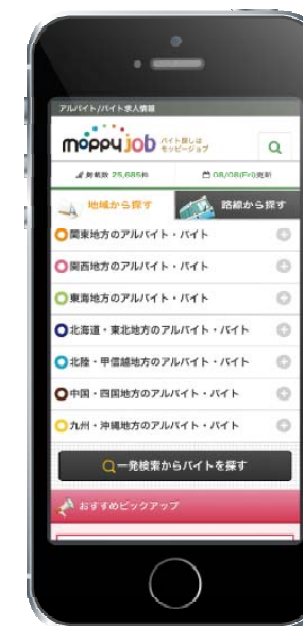 アルバイト/バイト求人情報
moppyjob バイト探しは
モッピージョブ
掲載数 25,685件 08/08(Fri)更新
地域から探す 路線から探す
関東地方のアルバイト・バイト
関西地方のアルバイト・バイト
東海地方のアルバイト・バイト
北海道・東北地方のアルバイト・バイト
北陸・甲信越地方のアルバイト・バイト
中国・四国地方のアルバイト・バイト
九州・沖縄地方のアルバイト・バイト
一発検索からバイトを探す
おすすめピックアップ